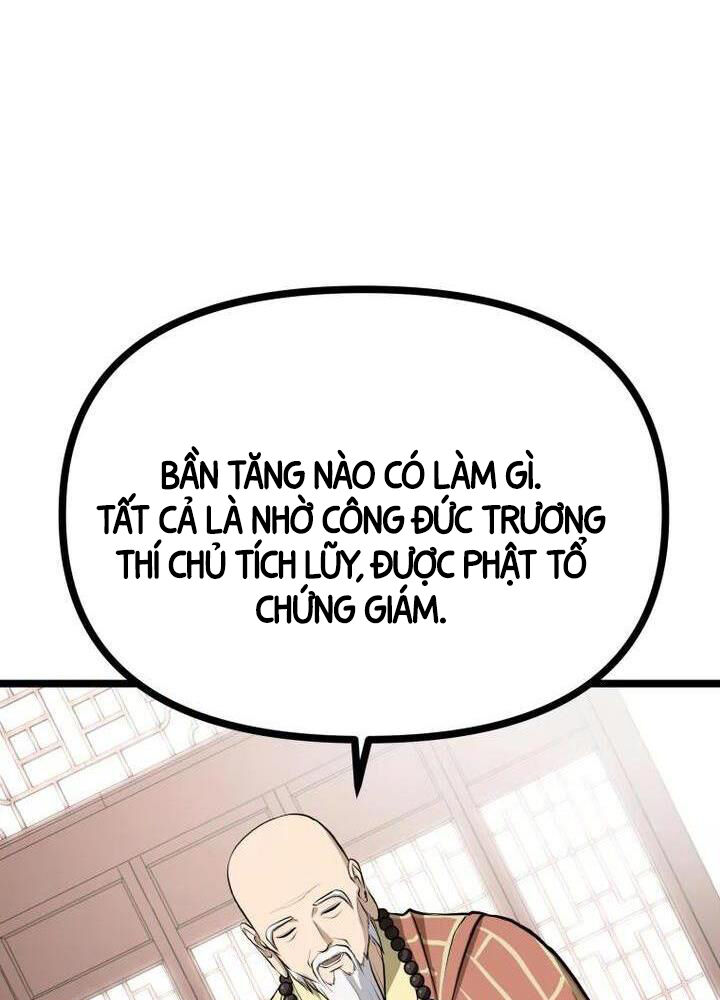 BẦN TĂNG NÀO CÓ LÀM GÌ.
TẤT CẢ LÀ NHỜ CÔNG ĐỨC TRƯƠNG
THÍ CHỦ TÍCH LŨY, ĐƯỢC PHẬT TỔ
CHỨNG GIÁM.